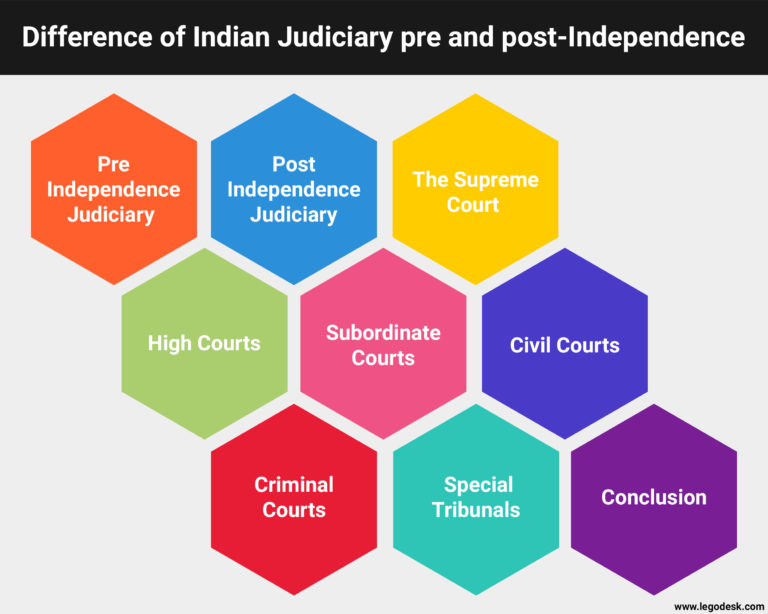 Difference of Indian Judiciary pre and post-Independence
Pre
Independence
Judiciary
Post
Independence
Judiciary
The Supreme
Court
High Courts
Subordinate
Courts
Civil Courts
Criminal
Courts
Special
Tribunals
Conclusion
www.legodesk.com